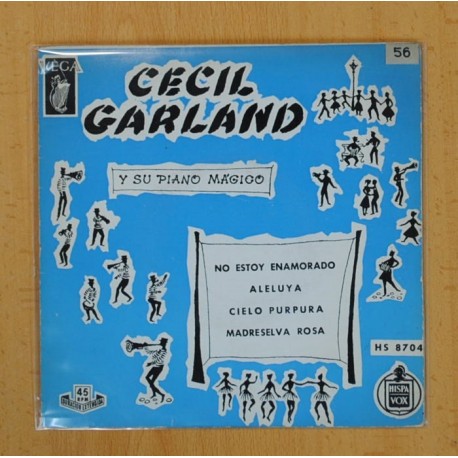 VEGA
56
CECIL
GARLAND
Y SU PIANO MÁGICO
NO ESTOY ENAMORADO
ALELUYA
CIELO PURPURA
MADRESELVA ROSA
HS 8704
45
RPM
HISPA
VOX